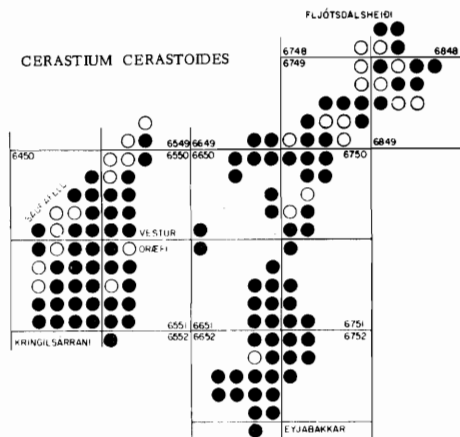 FLJÓTSDALSHEIÐI
6748 6848
CERASTIUM CERASTOIDES
6749
6549 6649 6849
6450 6550 6650 6750
VESTUR
ÖRÆFI
6551 6651 6751
KRINGILSÁRRANI 6552 6652 6752
EYJABAKKAR